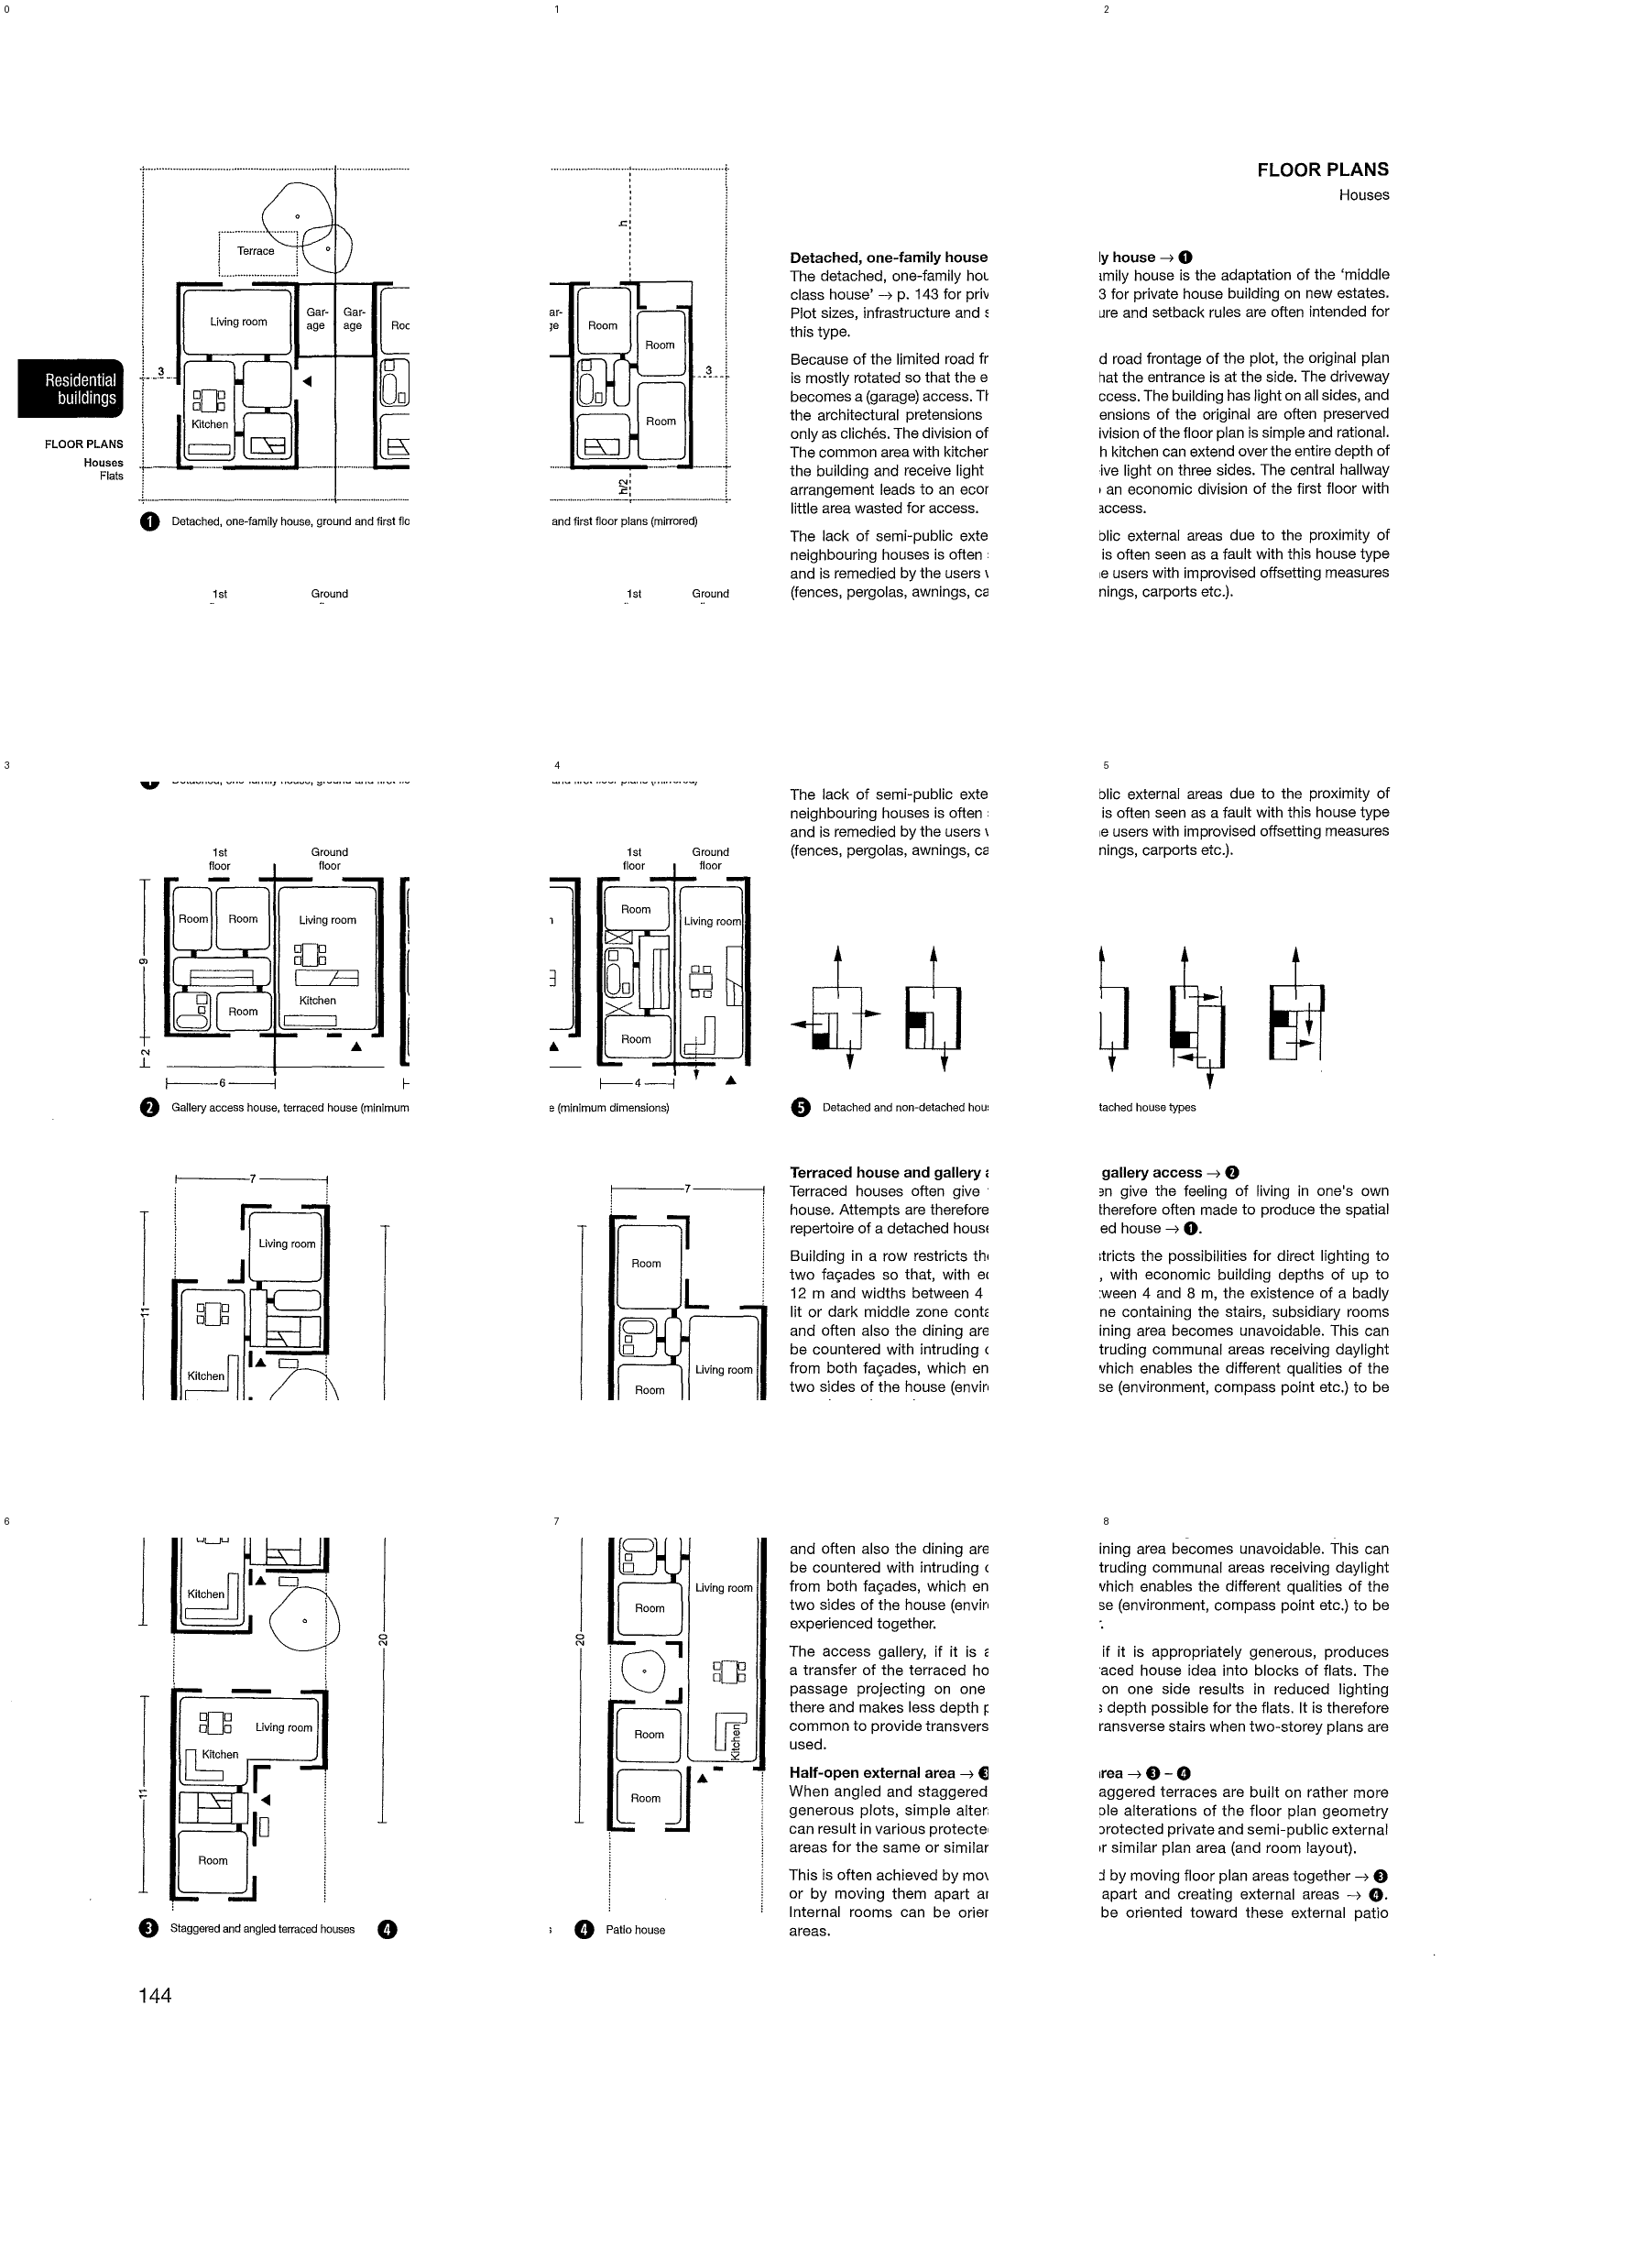 0
Terrace
Living room
Gar-
age
Gar-
age
3
Residential
buildings
Kitchen
FLOOR PLANS
Houses
Flats
1 Detached, one-family house, ground and first flo
1st
Ground
1
h
Room
Room
3
Room
h/2
and first floor plans (mirrored)
1st
Ground
Detached, one-family house
The detached, one-family hou
class house' → p. 143 for priv
Plot sizes, infrastructure and s
this type.
Because of the limited road fr
is mostly rotated so that the e
becomes a (garage) access. Th
the architectural pretensions
only as clichés. The division of
The common area with kitchen
the building and receive light
arrangement leads to an econ
little area wasted for access.
The lack of semi-public exte
neighbouring houses is often
and is remedied by the users
(fences, pergolas, awnings, ca
2
FLOOR PLANS
Houses
ly house → 1
amily house is the adaptation of the 'middle
3 for private house building on new estates.
ure and setback rules are often intended for
d road frontage of the plot, the original plan
hat the entrance is at the side. The driveway
ccess. The building has light on all sides, and
ensions of the original are often preserved
ivision of the floor plan is simple and rational.
h kitchen can extend over the entire depth of
ive light on three sides. The central hallway
an economic division of the first floor with
access.
blic external areas due to the proximity of
is often seen as a fault with this house type
e users with improvised offsetting measures
nings, carports etc.).
3
1st
floor
Ground
floor
Room
Room
Living room
9
Kitchen
Room
2
6
2 Gallery access house, terraced house (minimum
7
Living room
11
Kitchen
4
1st
floor
Ground
floor
Room
Living room
Room
4
e (minimum dimensions)
7
Room
Living room
Room
The lack of semi-public exte
neighbouring houses is often
and is remedied by the users
(fences, pergolas, awnings, ca
5 Detached and non-detached hous
Terraced house and gallery a
Terraced houses often give
house. Attempts are therefore
repertoire of a detached house
Building in a row restricts the
two façades so that, with ec
12 m and widths between 4
lit or dark middle zone conta
and often also the dining are
be countered with intruding c
from both façades, which en
two sides of the house (envir
5
blic external areas due to the proximity of
is often seen as a fault with this house type
e users with improvised offsetting measures
nings, carports etc.).
tached house types
gallery access → 2
en give the feeling of living in one's own
therefore often made to produce the spatial
ed house → 1.
tricts the possibilities for direct lighting to
, with economic building depths of up to
ween 4 and 8 m, the existence of a badly
ne containing the stairs, subsidiary rooms
ining area becomes unavoidable. This can
truding communal areas receiving daylight
which enables the different qualities of the
se (environment, compass point etc.) to be
6
Kitchen
20
Living room
Kitchen
11
Room
3 Staggered and angled terraced houses 4
144
7
Living room
Room
20
Room
Kitchen
Room
4 Patio house
and often also the dining are
be countered with intruding c
from both façades, which en
two sides of the house (envir
experienced together.
The access gallery, if it is a
a transfer of the terraced ho
passage projecting on one
there and makes less depth p
common to provide transvers
used.
Half-open external area → 3
When angled and staggered
generous plots, simple alter
can result in various protecte
areas for the same or similar
This is often achieved by mov
or by moving them apart an
Internal rooms can be orien
areas.
8
ining area becomes unavoidable. This can
truding communal areas receiving daylight
which enables the different qualities of the
se (environment, compass point etc.) to be
if it is appropriately generous, produces
raced house idea into blocks of flats. The
on one side results in reduced lighting
s depth possible for the flats. It is therefore
ransverse stairs when two-storey plans are
area → 3 – 4
aggered terraces are built on rather more
ple alterations of the floor plan geometry
protected private and semi-public external
or similar plan area (and room layout).
d by moving floor plan areas together → 3
apart and creating external areas → 4.
be oriented toward these external patio